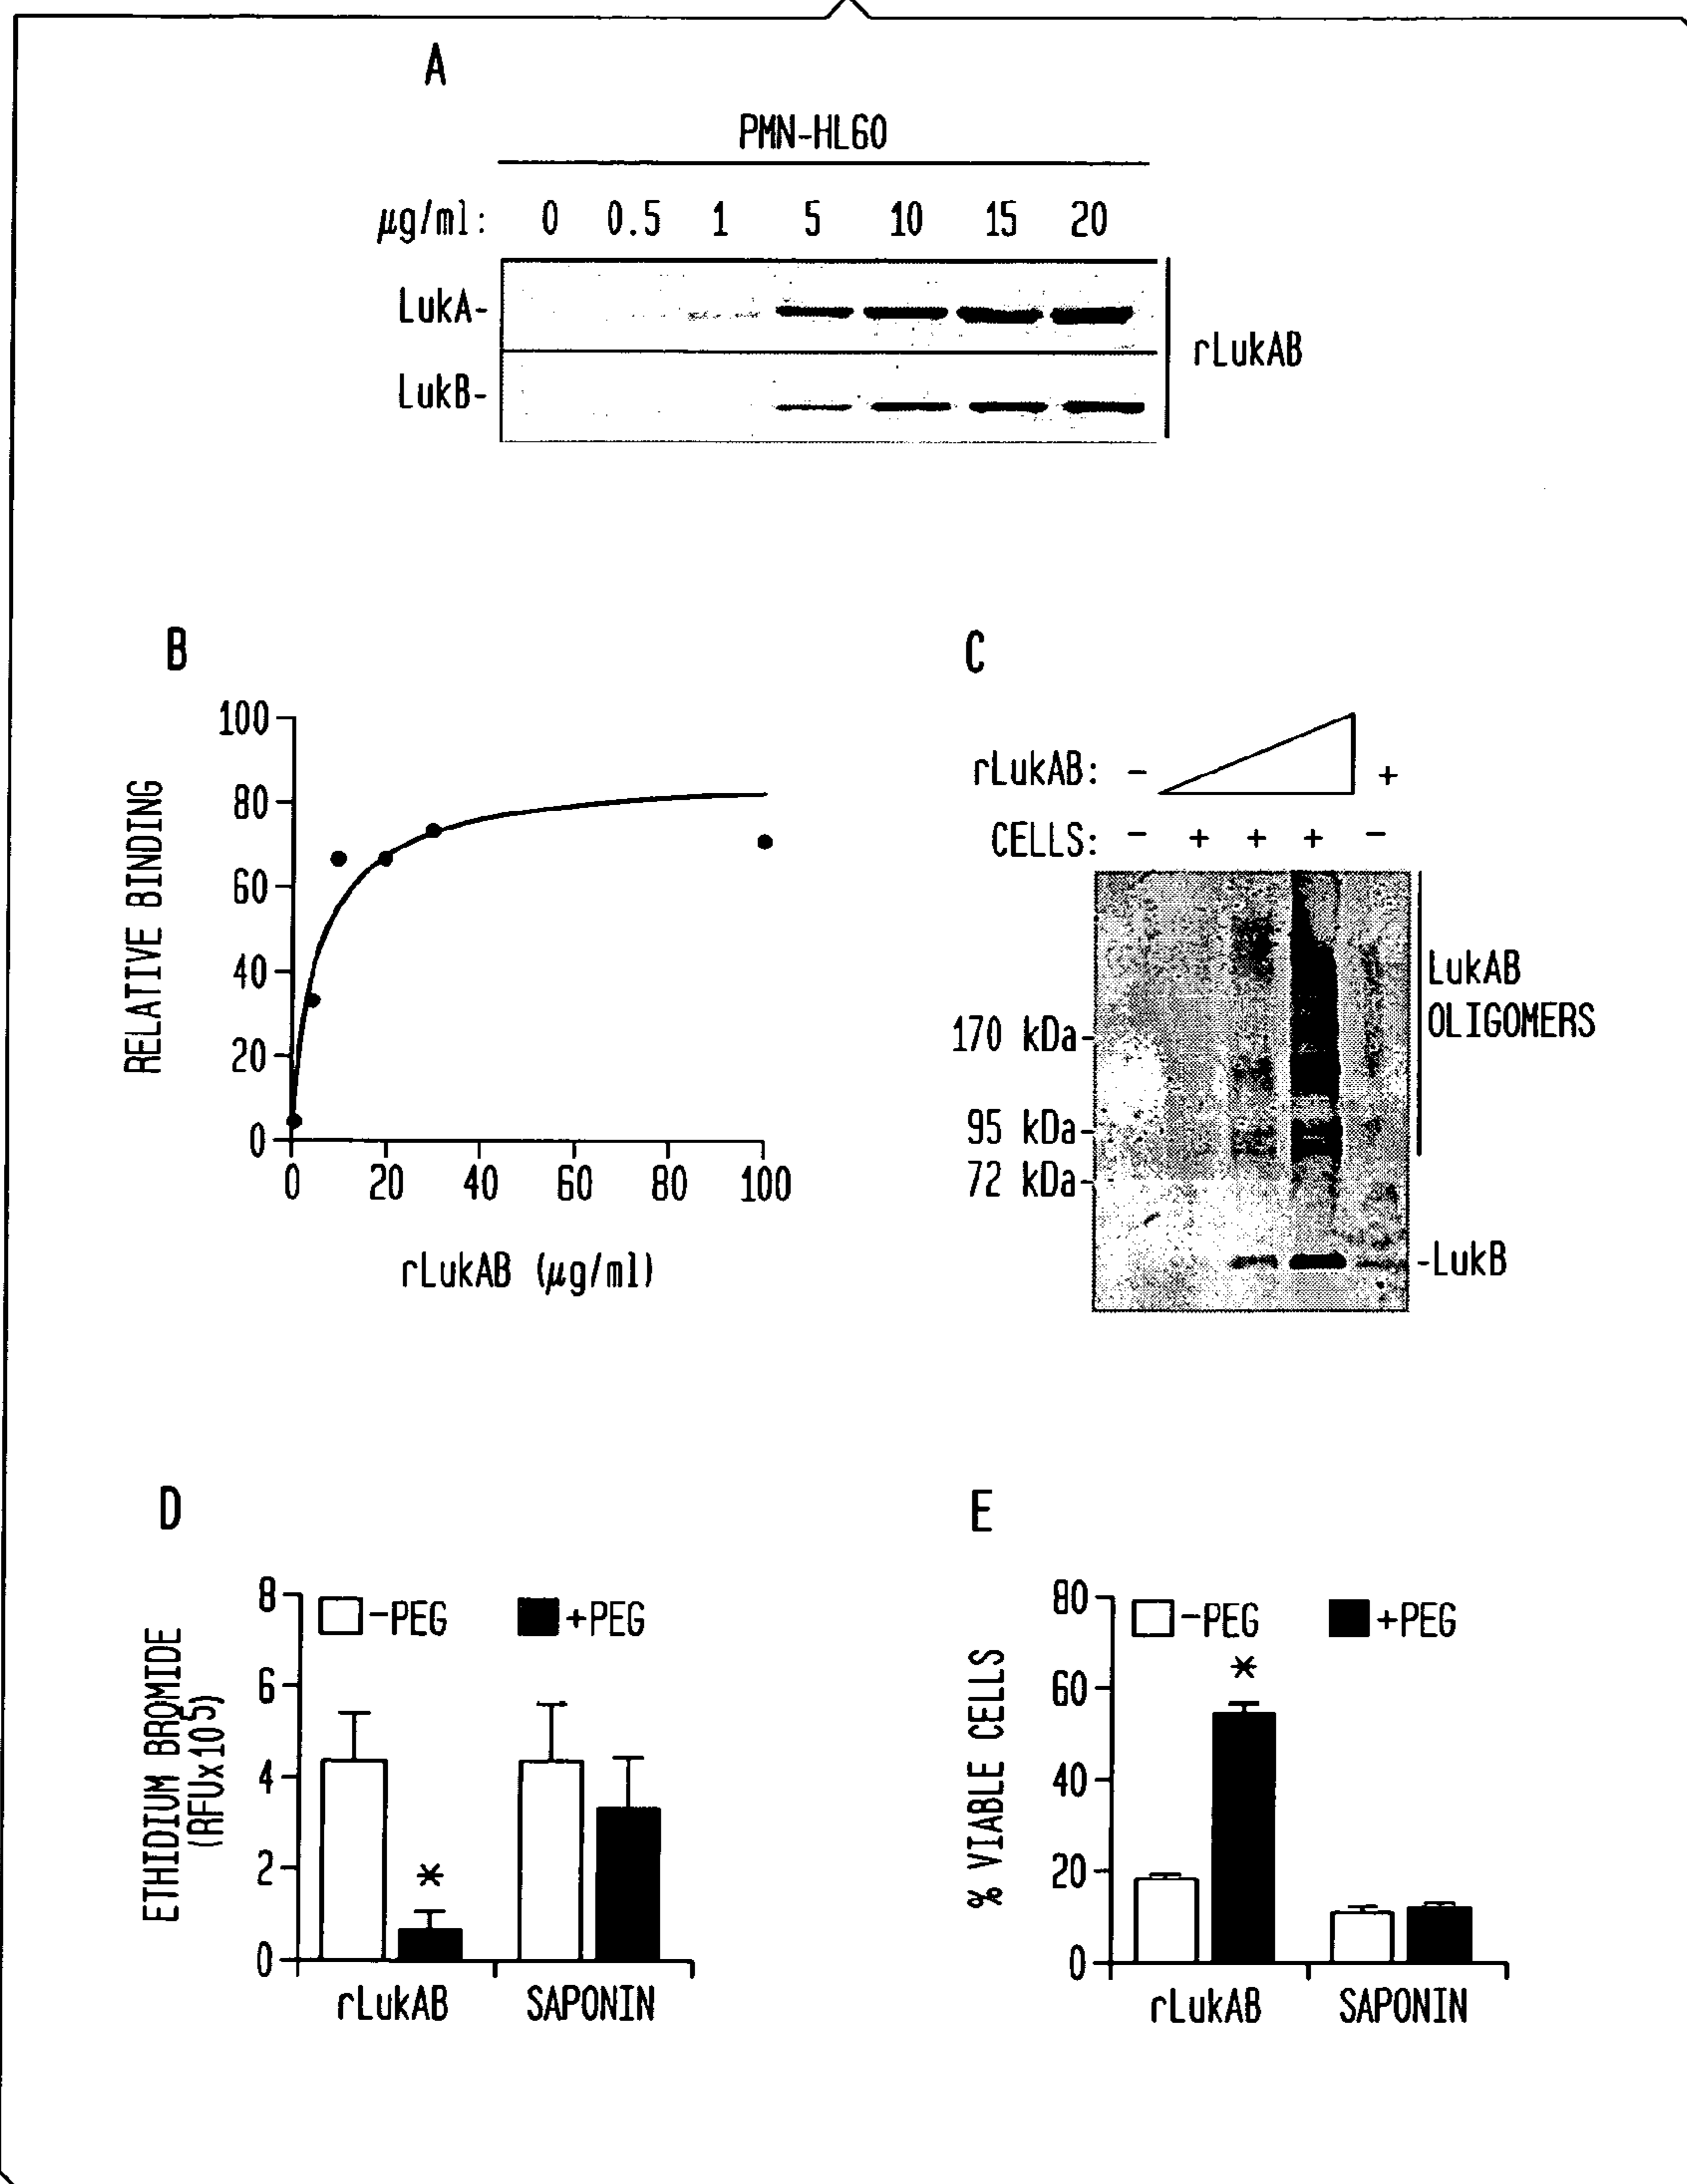 A
PMN-HL60
µg/ml: 0 0.5 1 5 10 15 20
LukA-
LukB-
rLukAB
B
100
80
60
40
20
0
0 20 40 60 80 100
RELATIVE BINDING
rLukAB (µg/ml)
C
rLukAB: - +
CELLS: - + + + -
170 kDa-
95 kDa-
72 kDa-
LukAB
OLIGOMERS
-LukB
D
8
6
4
2
0
ETHIDIUM BROMIDE
(RFUx10⁵)
-PEG +PEG
*
rLukAB SAPONIN
E
80
60
40
20
0
% VIABLE CELLS
-PEG +PEG
*
rLukAB SAPONIN